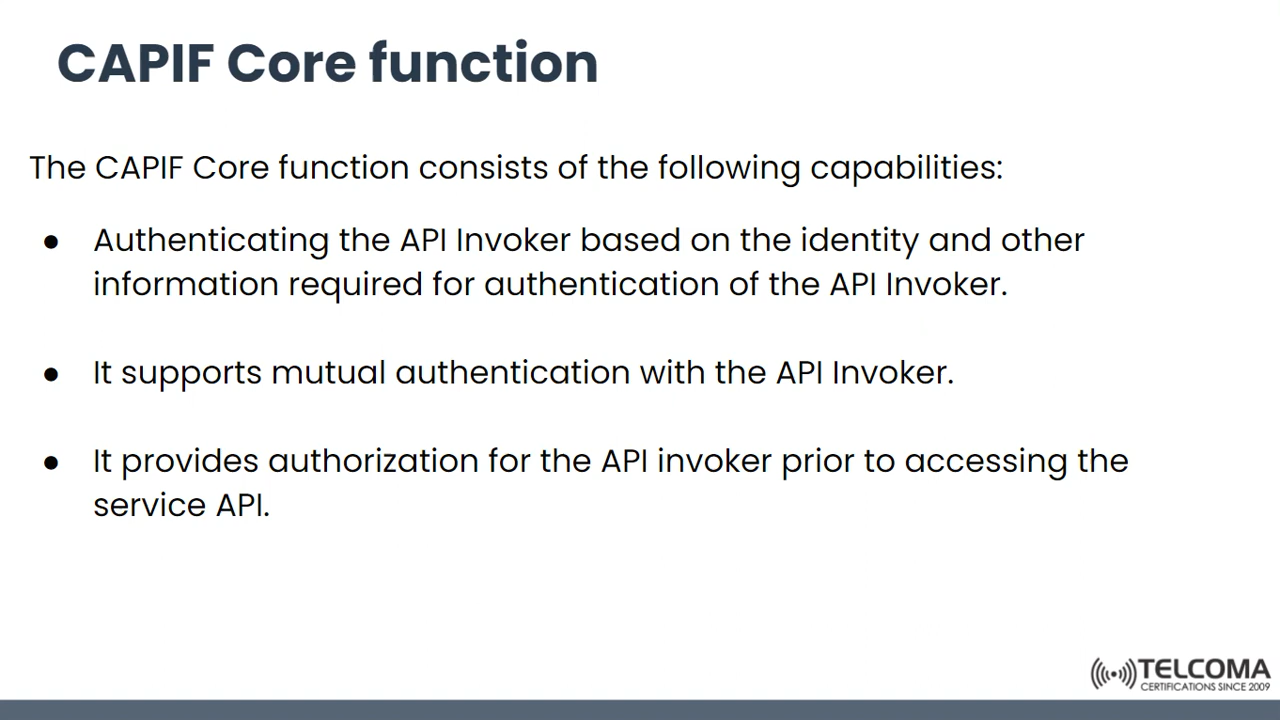 CAPIF Core function
The CAPIF Core function consists of the following capabilities:
● Authenticating the API Invoker based on the identity and other
information required for authentication of the API Invoker.
● It supports mutual authentication with the API Invoker.
● It provides authorization for the API invoker prior to accessing the
service API.
TELCOMA
CERTIFICATIONS SINCE 2009